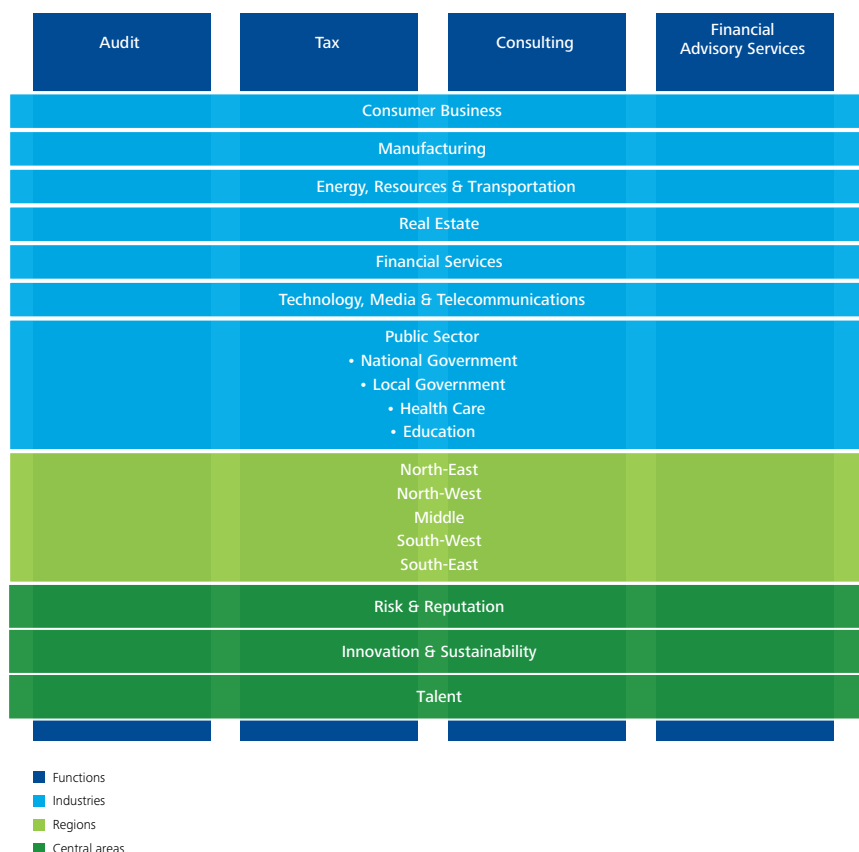 Audit
Tax
Consulting
Financial
Advisory Services
Consumer Business
Manufacturing
Energy, Resources & Transportation
Real Estate
Financial Services
Technology, Media & Telecommunications
Public Sector
• National Government
• Local Government
• Health Care
• Education
North-East
North-West
Middle
South-West
South-East
Risk & Reputation
Innovation & Sustainability
Talent
Functions
Industries
Regions
Central areas